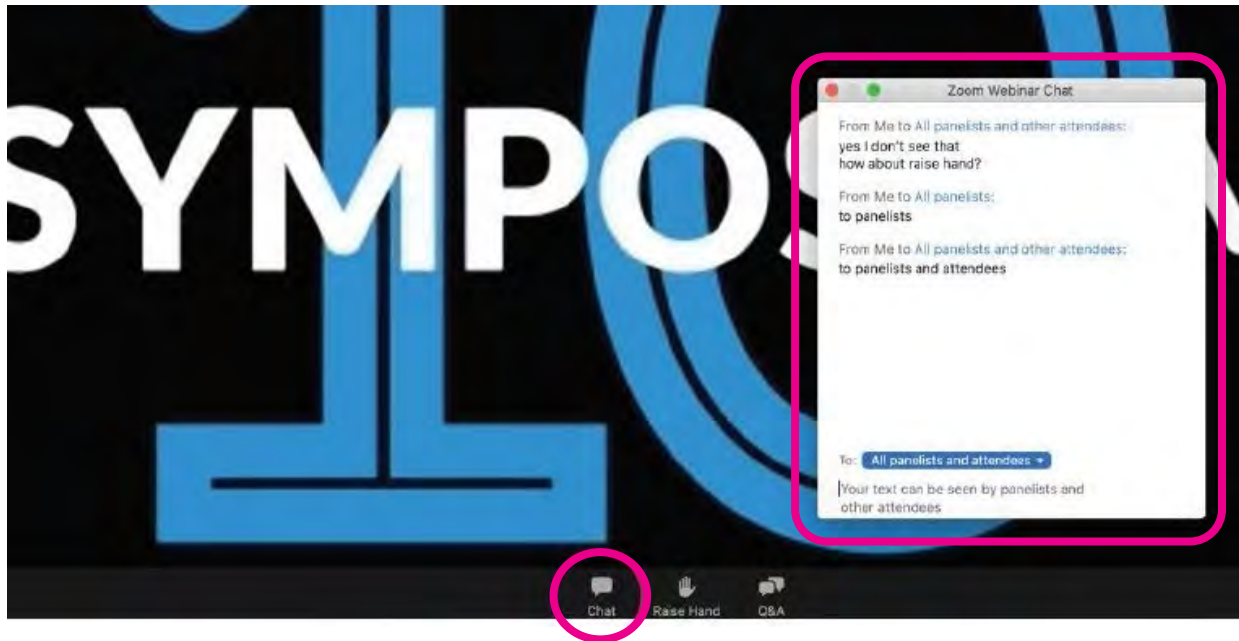 10
SYMPOS
Zoom Webinar Chat
From Me to All panelists and other attendees:
yes I don't see that
how about raise hand?
From Me to All panelists:
to panelists
From Me to All panelists and other attendees:
to panelists and attendees
To: All panelists and attendees
Your text can be seen by panelists and
other attendees
Chat
Raise Hand
Q&A